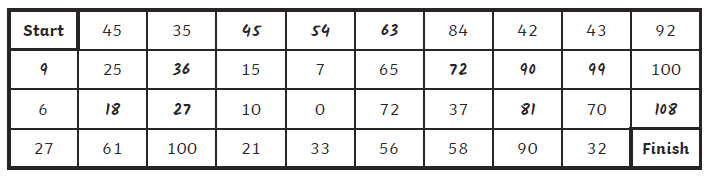 Start 45 35 45 54 63 84 42 43 92
9 25 36 15 7 65 72 90 99 100
6 18 27 10 0 72 37 81 70 108
27 61 100 21 33 56 58 90 32 Finish